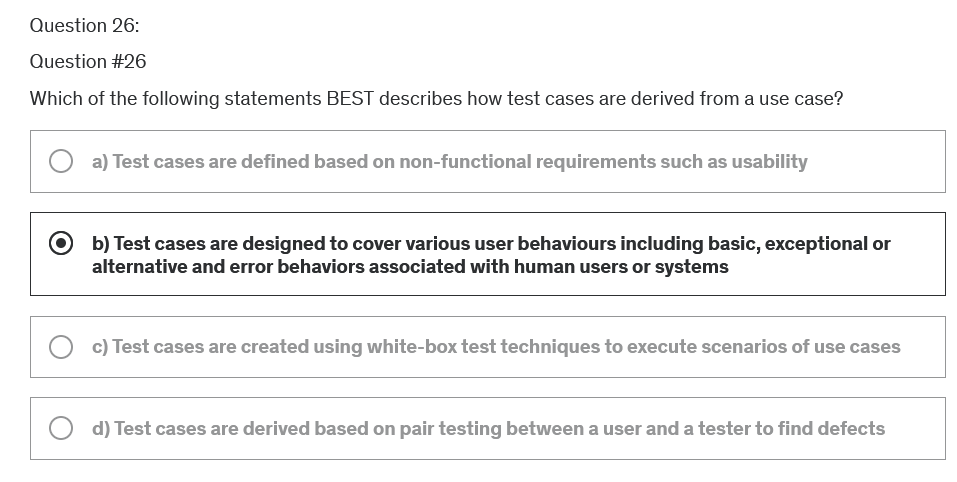 Question 26:
Question #26
Which of the following statements BEST describes how test cases are derived from a use case?
a) Test cases are defined based on non-functional requirements such as usability
b) Test cases are designed to cover various user behaviours including basic, exceptional or
alternative and error behaviors associated with human users or systems
c) Test cases are created using white-box test techniques to execute scenarios of use cases
d) Test cases are derived based on pair testing between a user and a tester to find defects